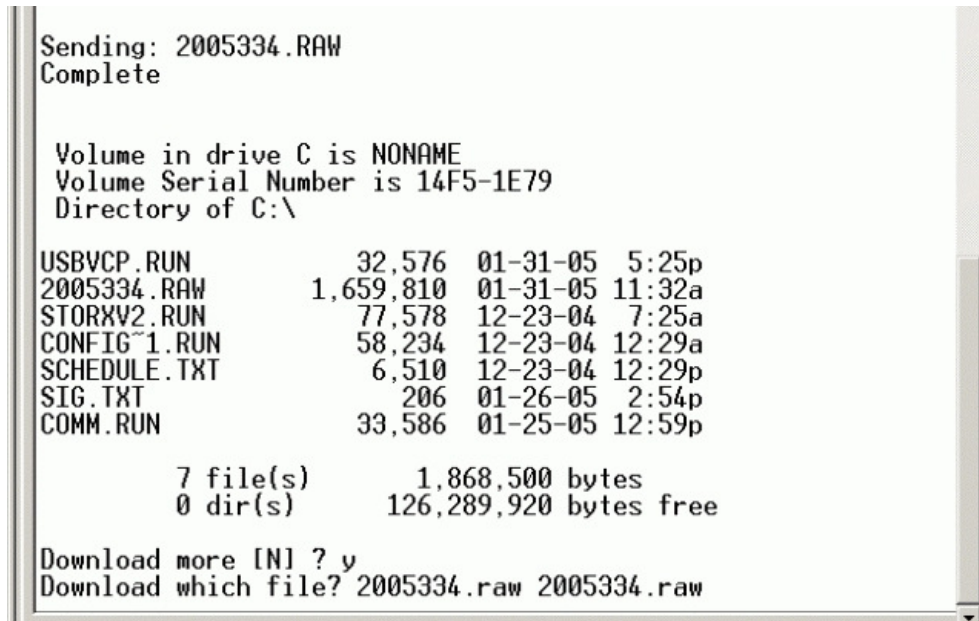 Sending: 2005334.RAW
Complete
Volume in drive C is NONAME
Volume Serial Number is 14F5-1E79
Directory of C:\
USBVCP.RUN 32,576 01-31-05 5:25p
2005334.RAW 1,659,810 01-31-05 11:32a
STORXV2.RUN 77,578 12-23-04 7:25a
CONFIG~1.RUN 58,234 12-23-04 12:29a
SCHEDULE.TXT 6,510 12-23-04 12:29p
SIG.TXT 206 01-26-05 2:54p
COMM.RUN 33,586 01-25-05 12:59p
7 file(s) 1,868,500 bytes
0 dir(s) 126,289,920 bytes free
Download more [N] ? y
Download which file? 2005334.raw 2005334.raw